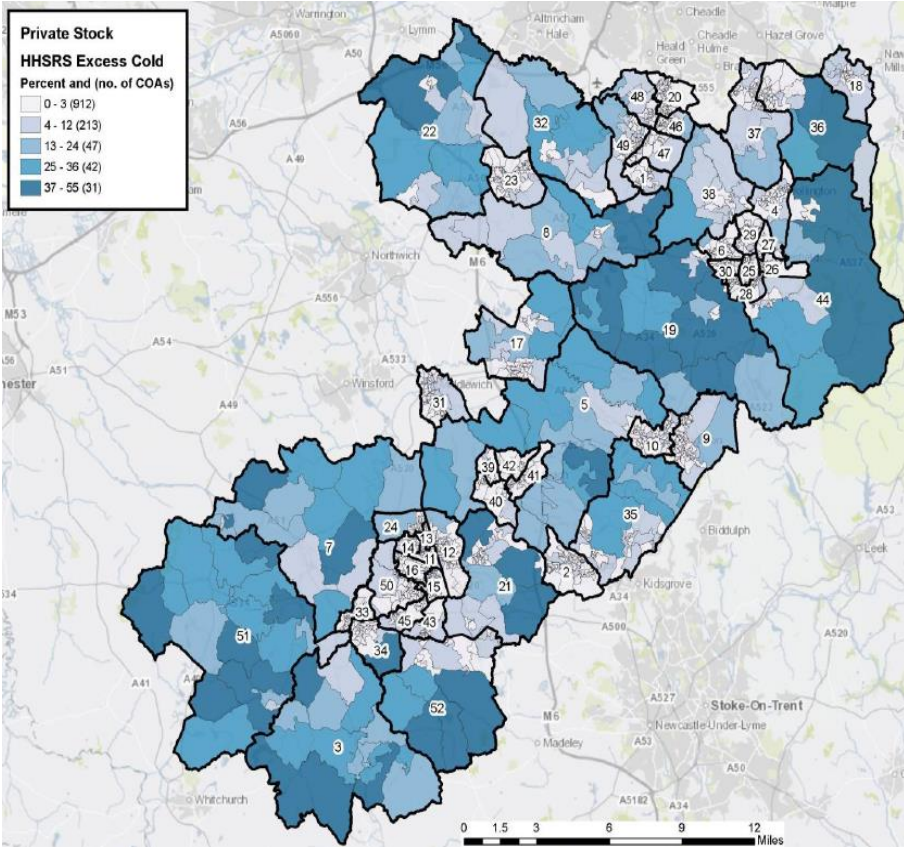 Private Stock
HHSRS Excess Cold
Percent and (no. of COAs)
0 - 3 (912)
4 - 12 (213)
13 - 24 (47)
25 - 36 (42)
37 - 55 (31)
Warrington
Lymm
Altrincham
Hale
Cheadle
Cheadle
Hulme
Hazel Grove
Heald
Green
A5060
A50
A56
A49
A533
A556
A54
A51
A49
A41
A534
M53
M6
Northwich
Winsford
Whitchurch
Madeley
Kidsgrove
Biddulph
Leek
Stoke-On-Trent
Newcastle-Under-Lyme
A53
A520
A34
A500
A527
M6
A53
A50
A5182
A34
22
32
48
20
46
49
47
1
37
36
18
23
38
4
8
29
6
27
30
25
26
28
44
19
17
31
5
9
10
39
42
41
40
35
7
24
13
14
12
11
16
50
15
21
2
33
45
43
34
51
52
3
0 1.5 3 6 9 12
Miles